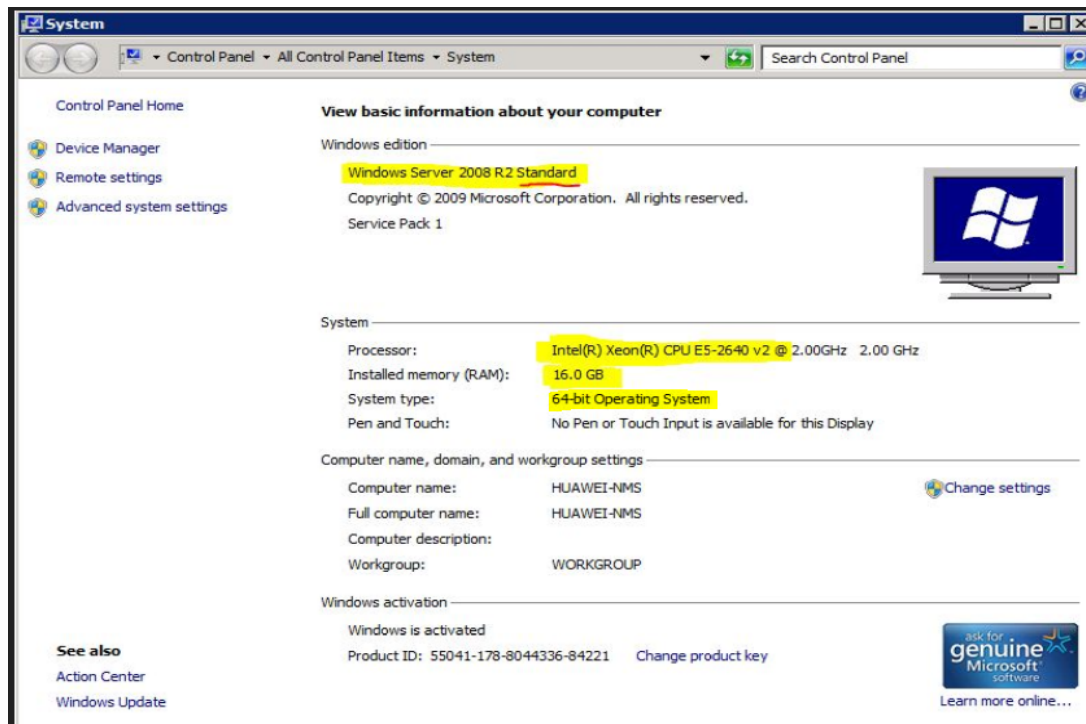 System
Control Panel All Control Panel Items System
Search Control Panel
Control Panel Home
Device Manager
Remote settings
Advanced system settings
View basic information about your computer
Windows edition
Windows Server 2008 R2 Standard
Copyright © 2009 Microsoft Corporation. All rights reserved.
Service Pack 1
System
Processor: Intel(R) Xeon(R) CPU E5-2640 v2 @ 2.00GHz 2.00 GHz
Installed memory (RAM): 16.0 GB
System type: 64-bit Operating System
Pen and Touch: No Pen or Touch Input is available for this Display
Computer name, domain, and workgroup settings
Computer name: HUAWEI-NMS
Change settings
Full computer name: HUAWEI-NMS
Computer description:
Workgroup: WORKGROUP
Windows activation
Windows is activated
Product ID: 55041-178-8044336-84221 Change product key
ask for
genuine
Microsoft
software
Learn more online...
See also
Action Center
Windows Update